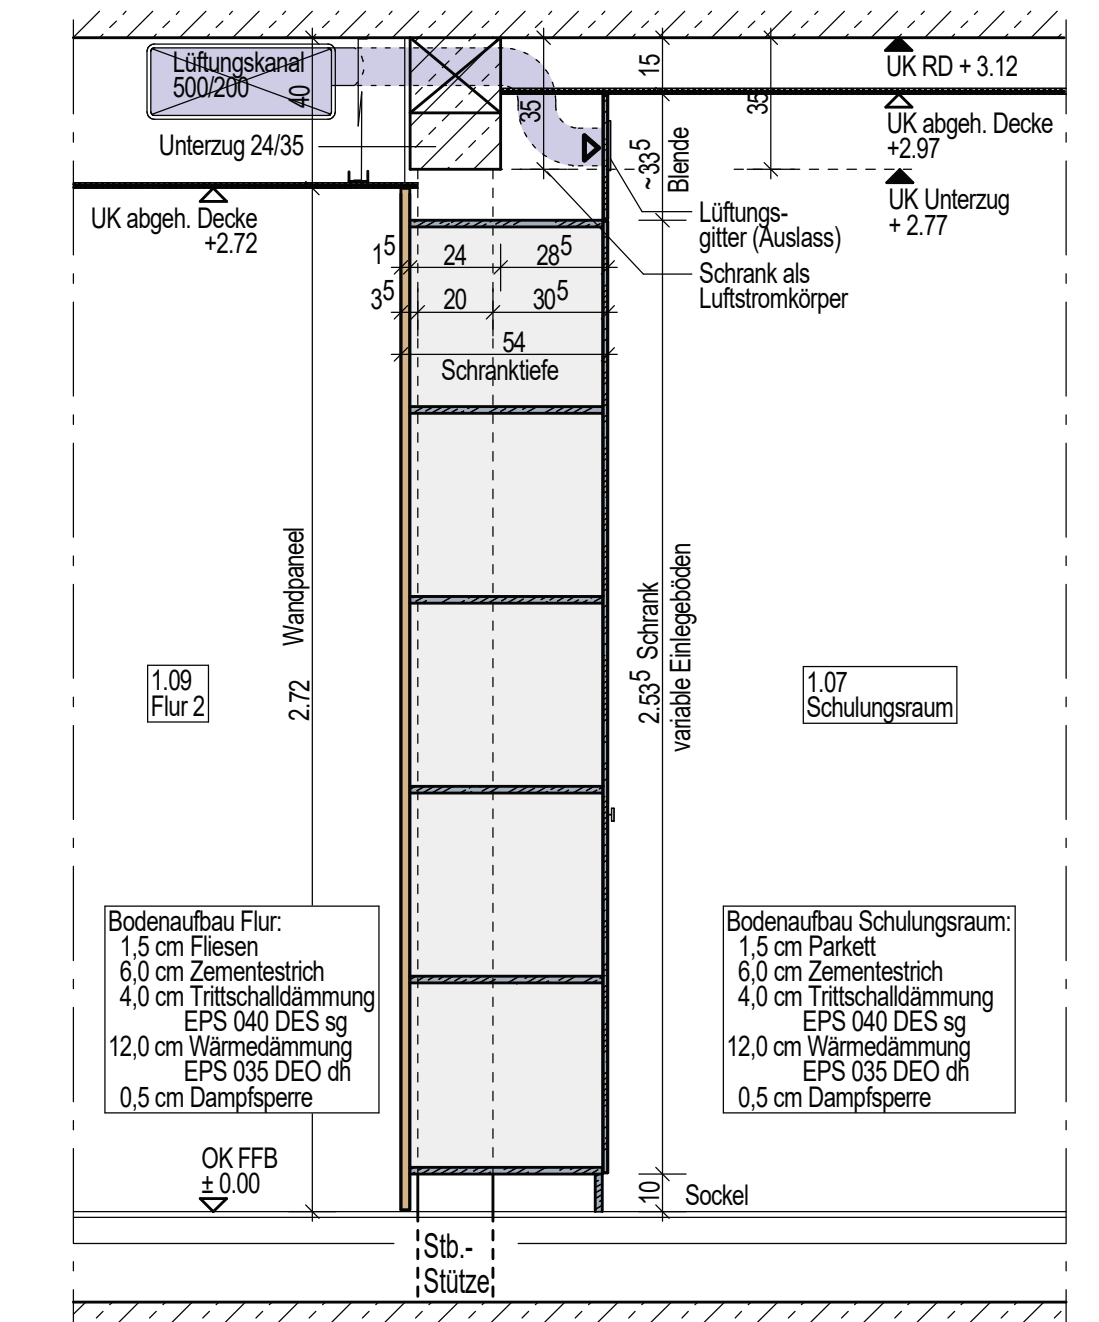 Lüftungskanal
500/200
40
Unterzug 24/35
UK abgeh. Decke
+2.72
35
15
35
UK RD + 3.12
UK abgeh. Decke
+2.97
UK Unterzug
+ 2.77
~33⁵
Blende
Lüftungs-
gitter (Auslass)
Schrank als
Luftstromkörper
1⁵ 24 28⁵
3⁵ 20 30⁵
54
Schranktiefe
2.72 Wandpaneel
2.53⁵ Schrank
variable Einlegeböden
1.09
Flur 2
1.07
Schulungsraum
Bodenaufbau Flur:
1,5 cm Fliesen
6,0 cm Zementestrich
4,0 cm Trittschalldämmung
EPS 040 DES sg
12,0 cm Wärmedämmung
EPS 035 DEO dh
0,5 cm Dampfsperre
Bodenaufbau Schulungsraum:
1,5 cm Parkett
6,0 cm Zementestrich
4,0 cm Trittschalldämmung
EPS 040 DES sg
12,0 cm Wärmedämmung
EPS 035 DEO dh
0,5 cm Dampfsperre
OK FFB
± 0.00
10
Sockel
Stb.-
Stütze